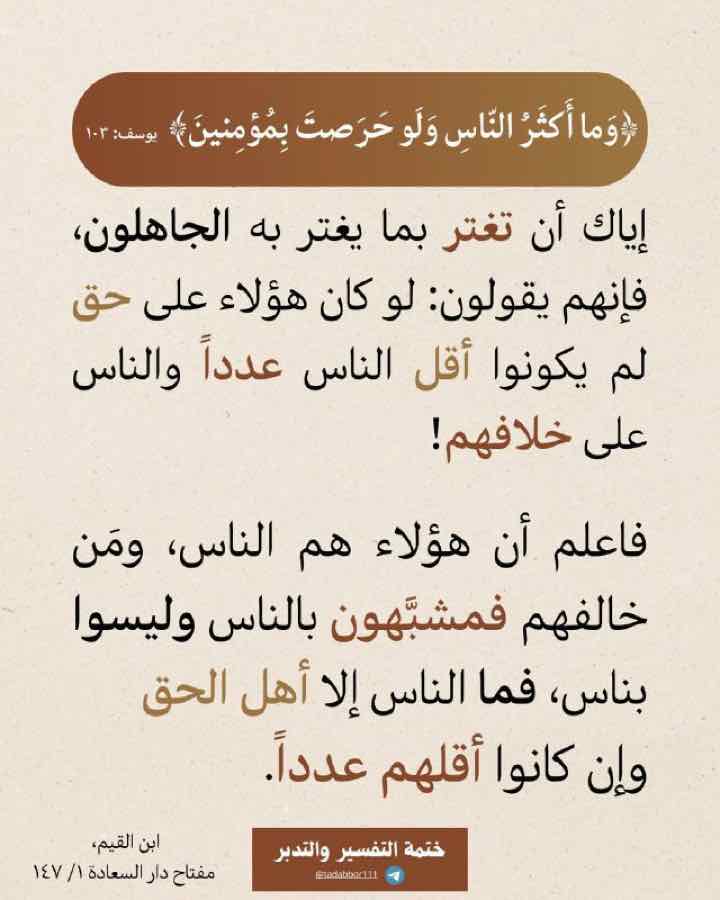 ﴿وَما أَكثَرُ النّاسِ وَلَو حَرَصتَ بِمُؤمِنينَ﴾ يوسف: ١٠٣
إياك أن تغتر بما يغتر به الجاهلون،
فإنهم يقولون: لو كان هؤلاء على حق
لم يكونوا أقل الناس عدداً والناس
على خلافهم!
فاعلم أن هؤلاء هم الناس، ومَن
خالفهم فمشبَّهون بالناس وليسوا
بناس، فما الناس إلا أهل الحق
وإن كانوا أقلهم عدداً.
ختمة التفسير والتدبر
@tadabbor111
ابن القيم،
مفتاح دار السعادة ١/ ١٤٧